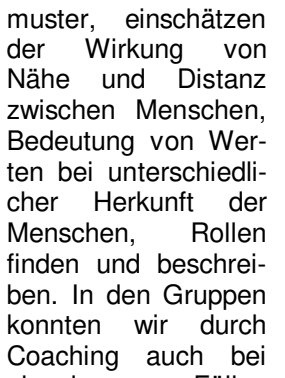 muster, einschätzen
der Wirkung von
Nähe und Distanz
zwischen Menschen,
Bedeutung von Wer-
ten bei unterschiedli-
cher Herkunft der
Menschen, Rollen
finden und beschrei-
ben. In den Gruppen
konnten wir durch
Coaching auch bei